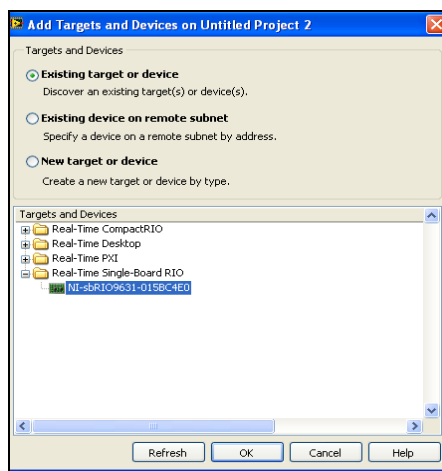 Add Targets and Devices on Untitled Project 2
Targets and Devices
Existing target or device
Discover an existing target(s) or device(s).
Existing device on remote subnet
Specify a device on a remote subnet by address.
New target or device
Create a new target or device by type.
Targets and Devices
Real-Time CompactRIO
Real-Time Desktop
Real-Time PXI
Real-Time Single-Board RIO
NI-sbRIO9631-015BC4E0
Refresh OK Cancel Help